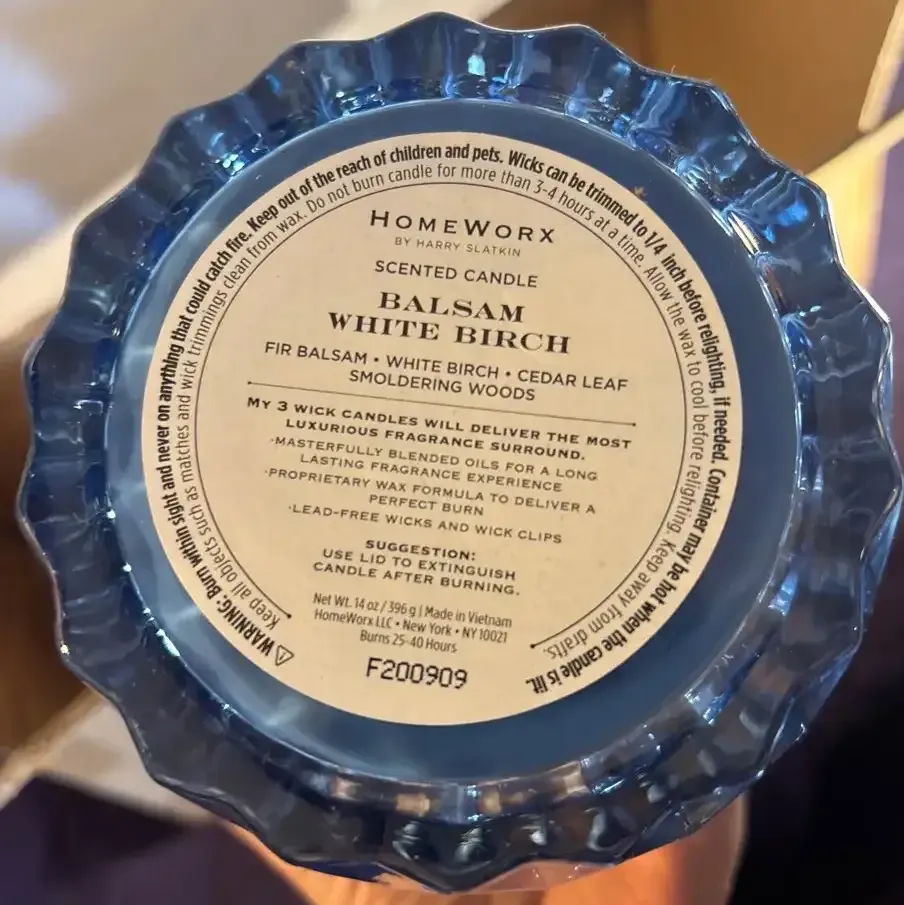 HOMEWORX
BY HARRY SLATKIN
SCENTED CANDLE
BALSAM
WHITE BIRCH
FIR BALSAM • WHITE BIRCH • CEDAR LEAF
SMOLDERING WOODS
MY 3 WICK CANDLES WILL DELIVER THE MOST
LUXURIOUS FRAGRANCE SURROUND.
·MASTERFULLY BLENDED OILS FOR A LONG
LASTING FRAGRANCE EXPERIENCE
·PROPRIETARY WAX FORMULA TO DELIVER A
PERFECT BURN
·LEAD-FREE WICKS AND WICK CLIPS
SUGGESTION:
USE LID TO EXTINGUISH
CANDLE AFTER BURNING.
Net Wt. 14 oz / 396 g | Made in Vietnam
HomeWorx LLC • New York • NY 10021
Burns 25-40 Hours
F200909
⚠ WARNING: Burn within sight and never on anything that could catch fire. Keep out of the reach of children and pets. Wicks can be trimmed to 1/4 inch before relighting, if needed. Container may be hot when the candle is lit.
Keep all objects such as matches and wick trimmings clean from wax. Do not burn candle for more than 3-4 hours at a time. Allow the wax to cool before relighting. Keep away from drafts.